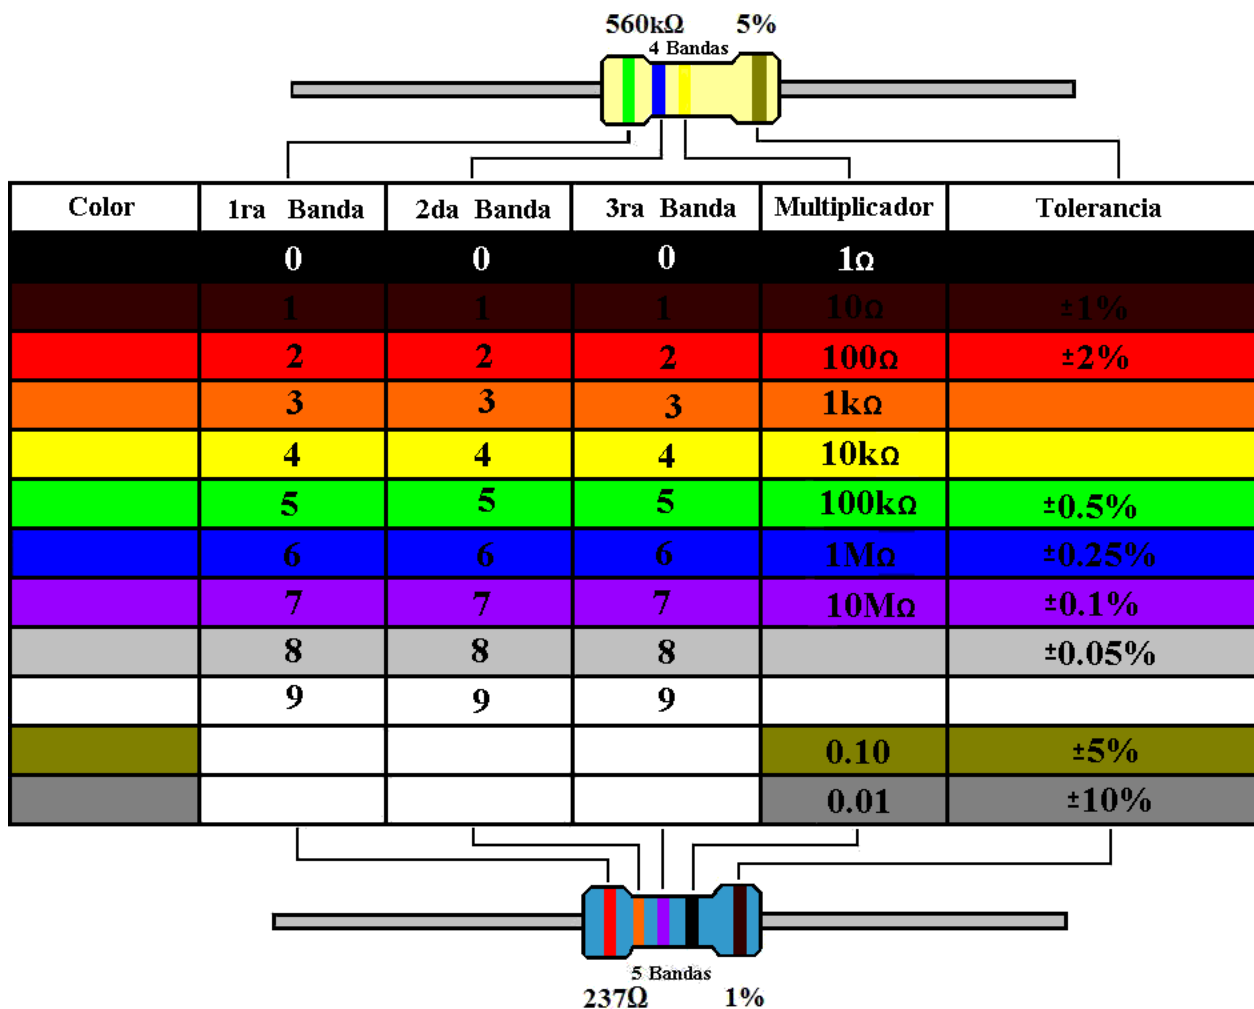 560kΩ 5%
4 Bandas
Color 1ra Banda 2da Banda 3ra Banda Multiplicador Tolerancia
0 0 0 1Ω
1 1 1 10Ω ±1%
2 2 2 100Ω ±2%
3 3 3 1kΩ
4 4 4 10kΩ
5 5 5 100kΩ ±0.5%
6 6 6 1MΩ ±0.25%
7 7 7 10MΩ ±0.1%
8 8 8 ±0.05%
9 9 9
0.10 ±5%
0.01 ±10%
5 Bandas
237Ω 1%